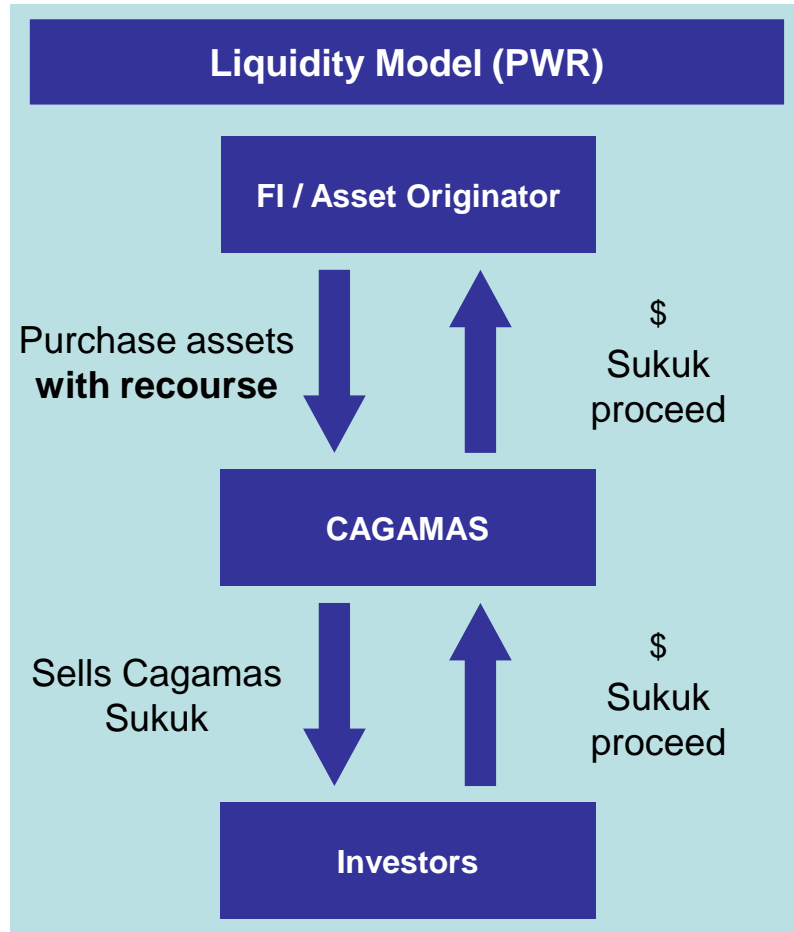 Liquidity Model (PWR)
FI / Asset Originator
Purchase assets
with recourse
$
Sukuk
proceed
CAGAMAS
Sells Cagamas
Sukuk
$
Sukuk
proceed
Investors